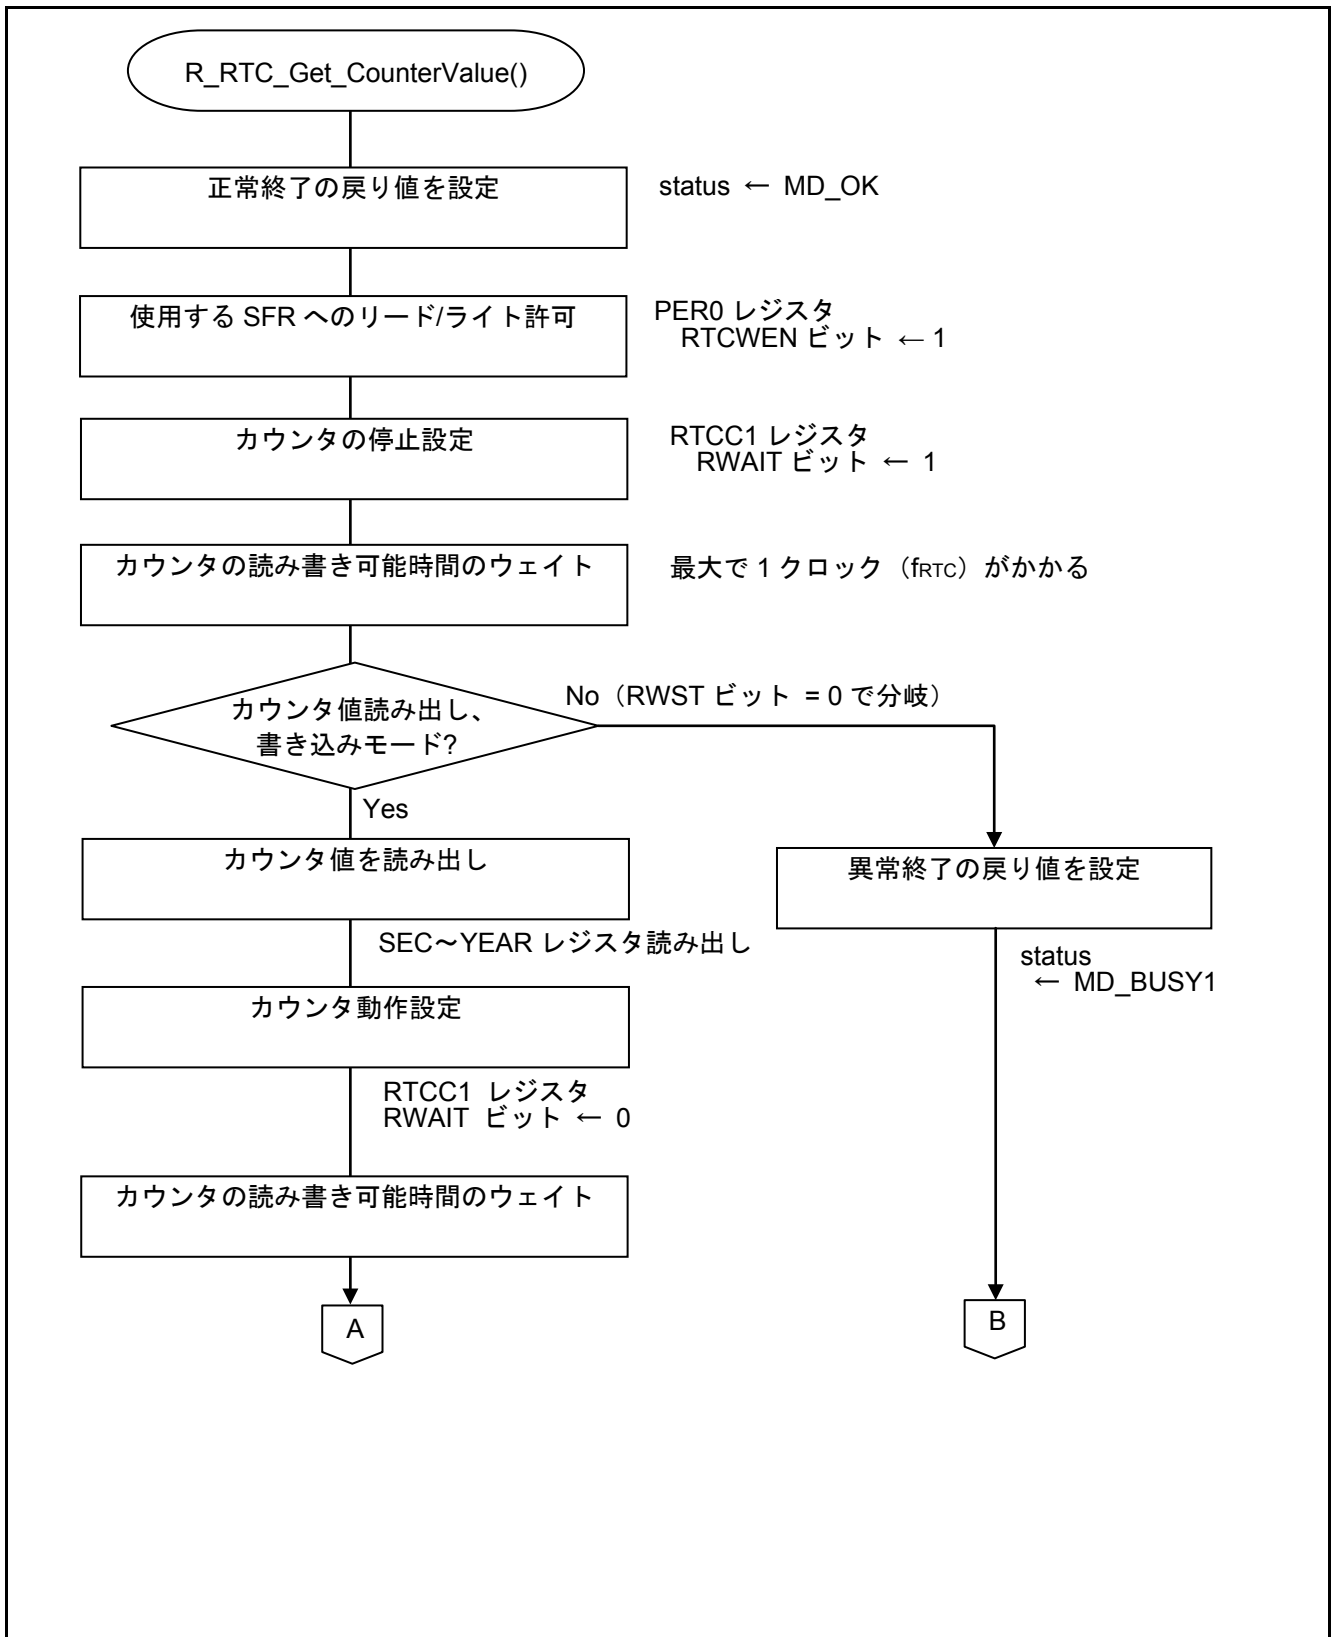 R_RTC_Get_CounterValue()
正常終了の戻り値を設定
status ← MD_OK
使用する SFR へのリード/ライト許可
PER0 レジスタ
RTCWEN ビット ← 1
カウンタの停止設定
RTCC1 レジスタ
RWAIT ビット ← 1
カウンタの読み書き可能時間のウェイト
最大で 1 クロック（fRTC）がかかる
カウンタ値読み出し、
書き込みモード?
No（RWST ビット = 0 で分岐）
Yes
カウンタ値を読み出し
異常終了の戻り値を設定
SEC～YEAR レジスタ読み出し
status
← MD_BUSY1
カウンタ動作設定
RTCC1 レジスタ
RWAIT ビット ← 0
カウンタの読み書き可能時間のウェイト
A
B